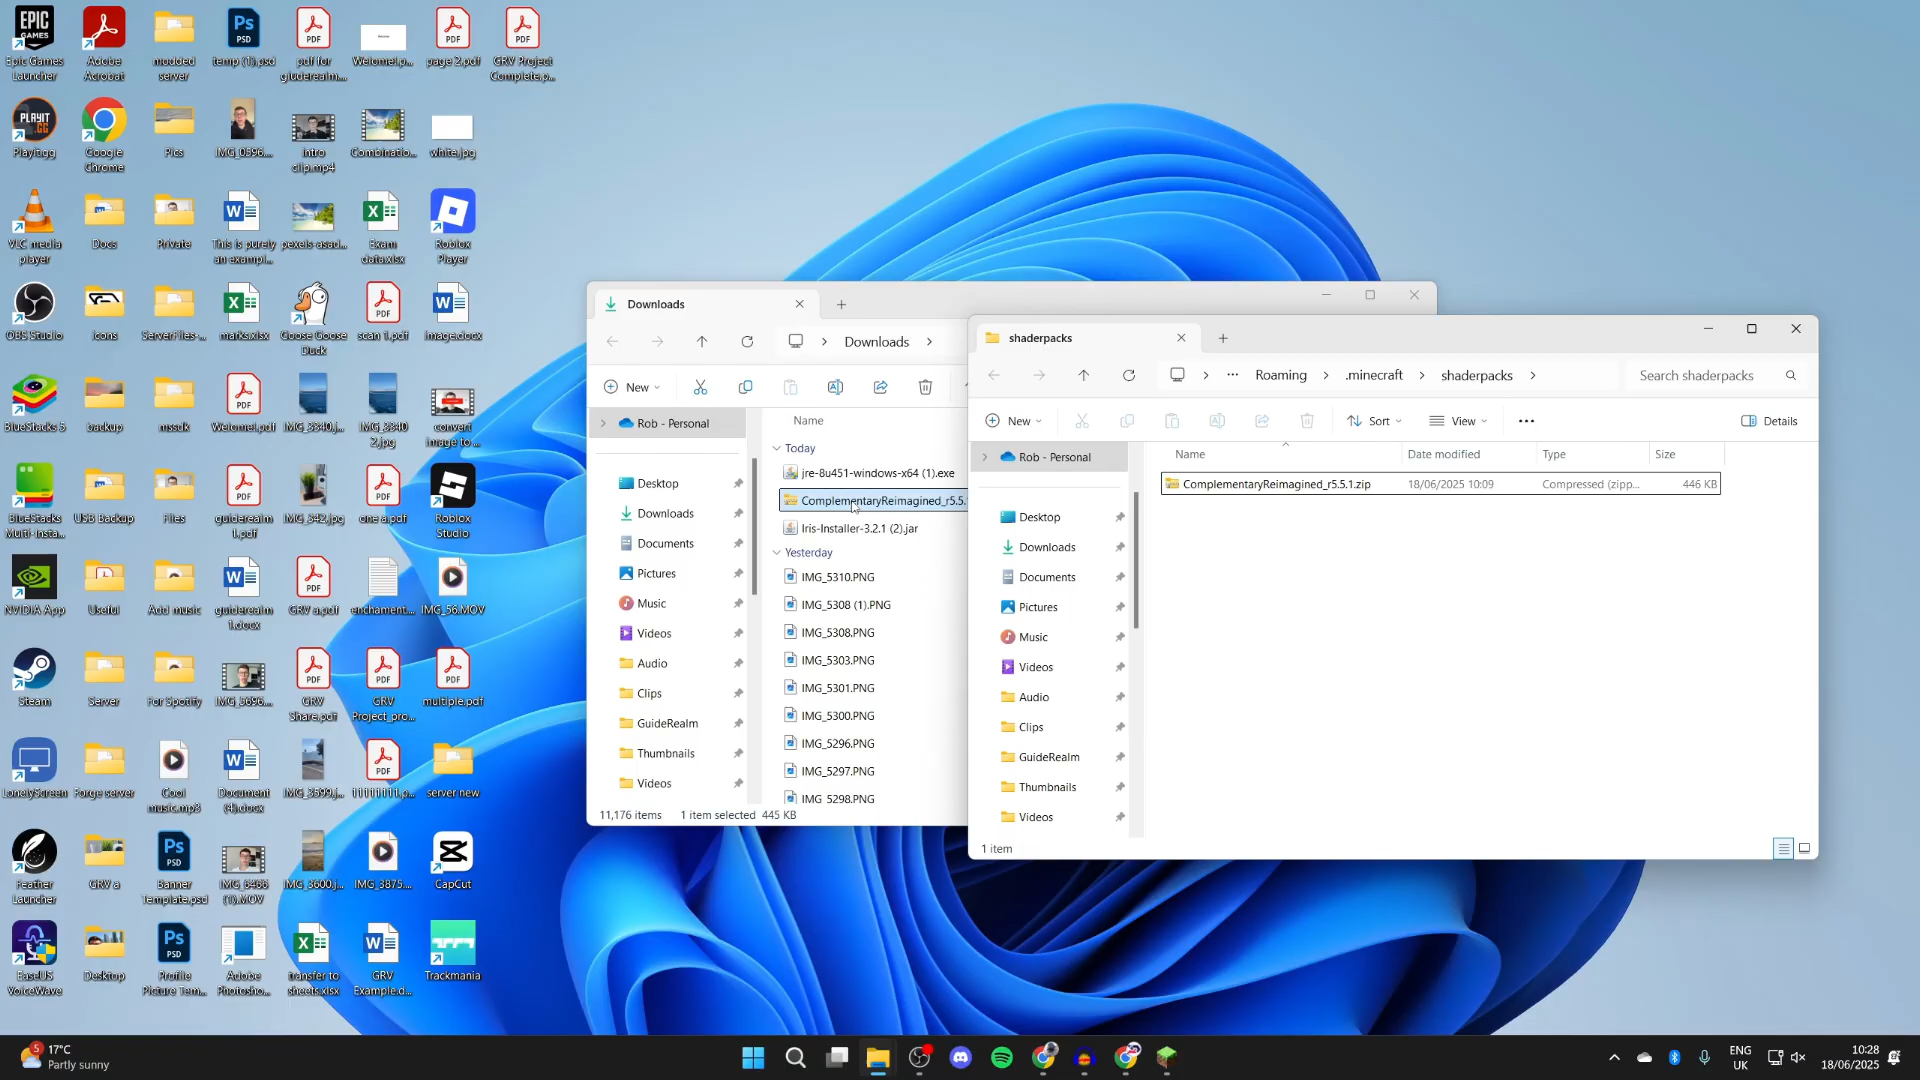 Epic Games
Launcher
Adobe
Acrobat
modded
server
temp (1).psd
pdf for
gluderealm...
Welome!.p...
page 2.pdf
GRV Project
Complete.p...
Playit.gg
Google
Chrome
Pics
IMG_0596....
intro
clip.mp4
Combinatio...
white.jpg
VLC media
player
Docs
Private
This is purely
an exampl...
pexels-asad...
Exam
data.xlsx
Roblox
Player
OBS Studio
icons
ServerFiles-...
marks.xlsx
Goose Goose
Duck
scan 1.pdf
image.docx
BlueStacks 5
backup
mssdk
Welome!.pdf
IMG_3340.j...
IMG_3340
2.jpg
convert
image to ...
BlueStacks
Multi-Insta...
USB Backup
Files
guiderealm
1.pdf
IMG_342.jpg
one a.pdf
Roblox
Studio
NVIDIA App
Useful
Add music
guiderealm
1.docx
GRV a.pdf
enchament...
IMG_56.MOV
Steam
Server
For Spotify
IMG_3696....
GRV
Share.pdf
GRV
Project_pro...
multiple.pdf
LonelyScreen
Forge server
Cool
music.mp3
Document
(4).docx
IMG_3599.j...
11111111.p...
server new
Feather
Launcher
GRV a
Banner
Template.psd
IMG_6466
(1).MOV
IMG_3600.j...
IMG_3875....
CapCut
EaseUS
VoiceWave
Desktop
Profile
Picture Tem...
Adobe
Photosho...
transfer to
sheets.xlsx
GRV
Example.d...
Trackmania
Downloads
Downloads
New
Rob - Personal
Desktop
Downloads
Documents
Pictures
Music
Videos
Audio
Clips
GuideRealm
Thumbnails
Videos
Name
Today
jre-8u451-windows-x64 (1).exe
ComplementaryReimagined_r5.5.
Iris-Installer-3.2.1 (2).jar
Yesterday
IMG_5310.PNG
IMG_5308 (1).PNG
IMG_5308.PNG
IMG_5303.PNG
IMG_5301.PNG
IMG_5300.PNG
IMG_5296.PNG
IMG_5297.PNG
IMG_5298.PNG
11,176 items 1 item selected 445 KB
shaderpacks
Roaming .minecraft shaderpacks
Search shaderpacks
New Sort View Details
Rob - Personal
Desktop
Downloads
Documents
Pictures
Music
Videos
Audio
Clips
GuideRealm
Thumbnails
Videos
Name Date modified Type Size
ComplementaryReimagined_r5.5.1.zip 18/06/2025 10:09 Compressed (zipp... 446 KB
1 item
5
17°C
Partly sunny
ENG
UK
10:28
18/06/2025